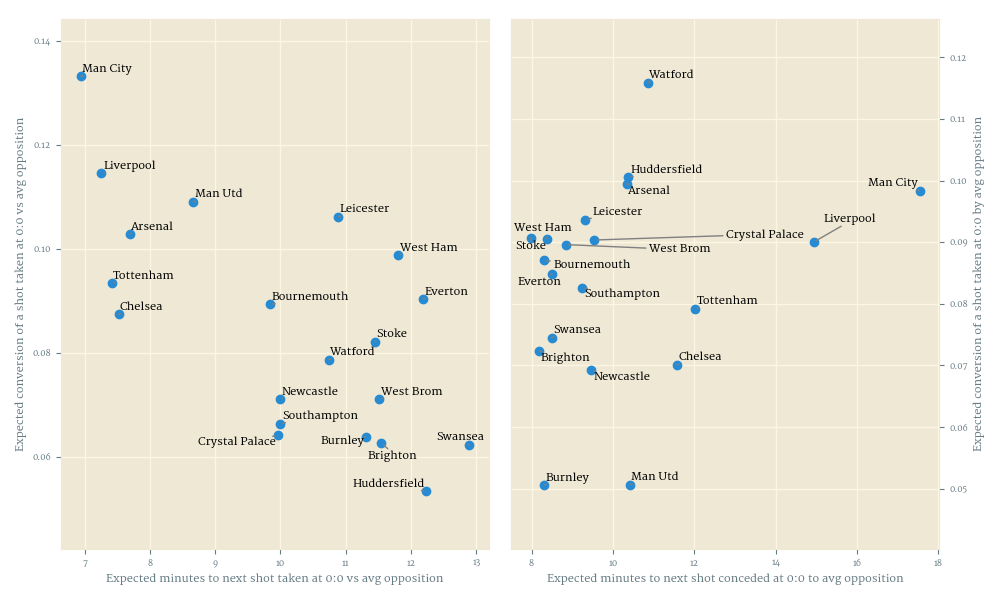 0.14
0.12
0.10
0.08
0.06
Expected conversion of a shot taken at 0:0 vs avg opposition
Man City
Liverpool
Man Utd
Arsenal
Leicester
West Ham
Tottenham
Chelsea
Bournemouth
Everton
Stoke
Watford
Newcastle
West Brom
Southampton
Crystal Palace
Burnley
Swansea
Brighton
Huddersfield
7
8
9
10
11
12
13
Expected minutes to next shot taken at 0:0 vs avg opposition
Watford
Huddersfield
Arsenal
Man City
Leicester
Liverpool
West Ham
Crystal Palace
Stoke
West Brom
Bournemouth
Everton
Southampton
Tottenham
Swansea
Brighton
Chelsea
Newcastle
Burnley
Man Utd
8
10
12
14
16
18
Expected minutes to next shot conceded at 0:0 to avg opposition
0.12
0.11
0.10
0.09
0.08
0.07
0.06
0.05
Expected conversion of a shot taken at 0:0 by avg opposition